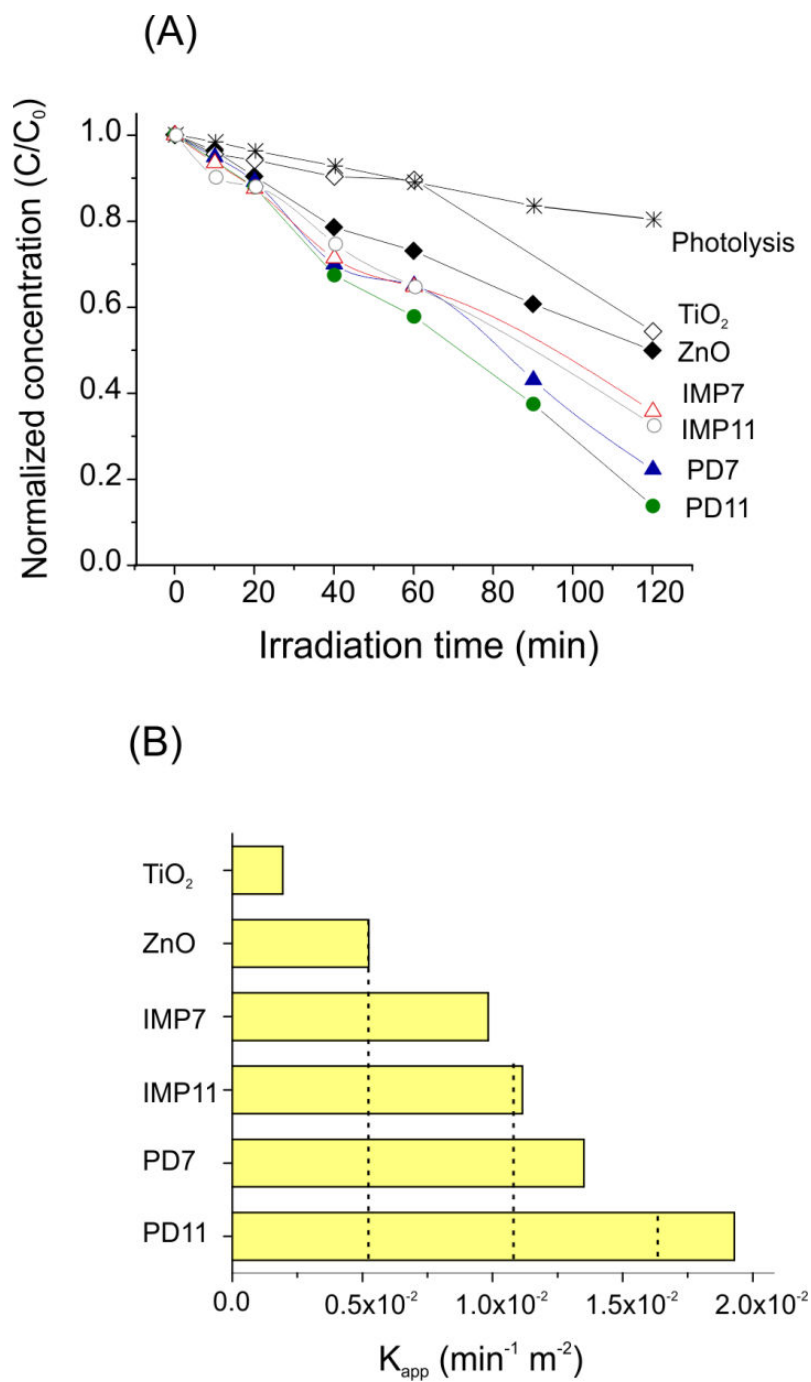 (A)
Normalized concentration (C/C₀)
1.0
0.8
0.6
0.4
0.2
0.0
Photolysis
TiO₂
ZnO
IMP7
IMP11
PD7
PD11
0 20 40 60 80 100 120
Irradiation time (min)
(B)
TiO₂
ZnO
IMP7
IMP11
PD7
PD11
0.0 0.5x10⁻² 1.0x10⁻² 1.5x10⁻² 2.0x10⁻²
K_app (min⁻¹ m⁻²)